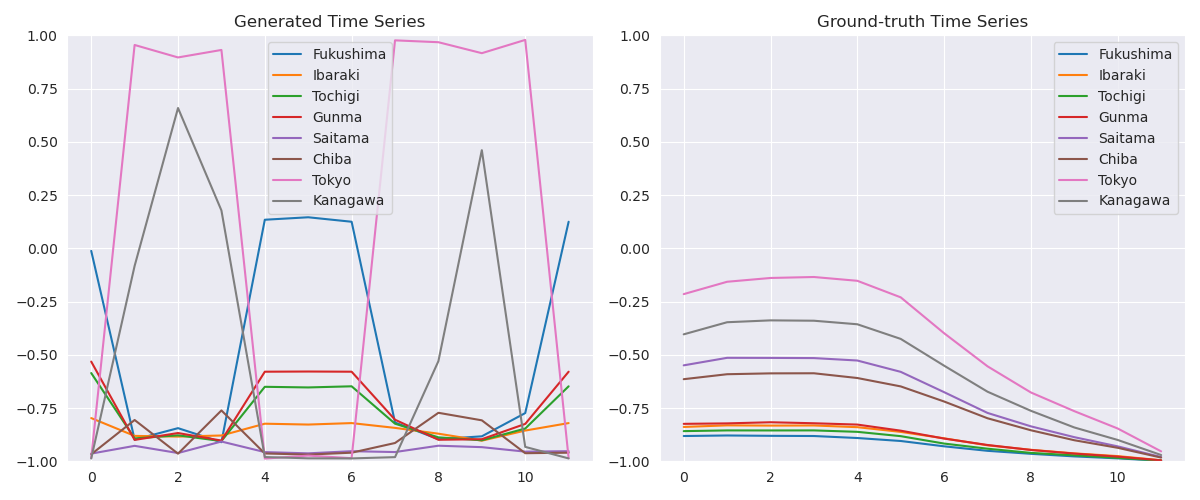 Generated Time Series
1.00
0.75
0.50
0.25
0.00
−0.25
−0.50
−0.75
−1.00
0 2 4 6 8 10
Fukushima
Ibaraki
Tochigi
Gunma
Saitama
Chiba
Tokyo
Kanagawa
Ground-truth Time Series
1.00
0.75
0.50
0.25
0.00
−0.25
−0.50
−0.75
−1.00
0 2 4 6 8 10
Fukushima
Ibaraki
Tochigi
Gunma
Saitama
Chiba
Tokyo
Kanagawa